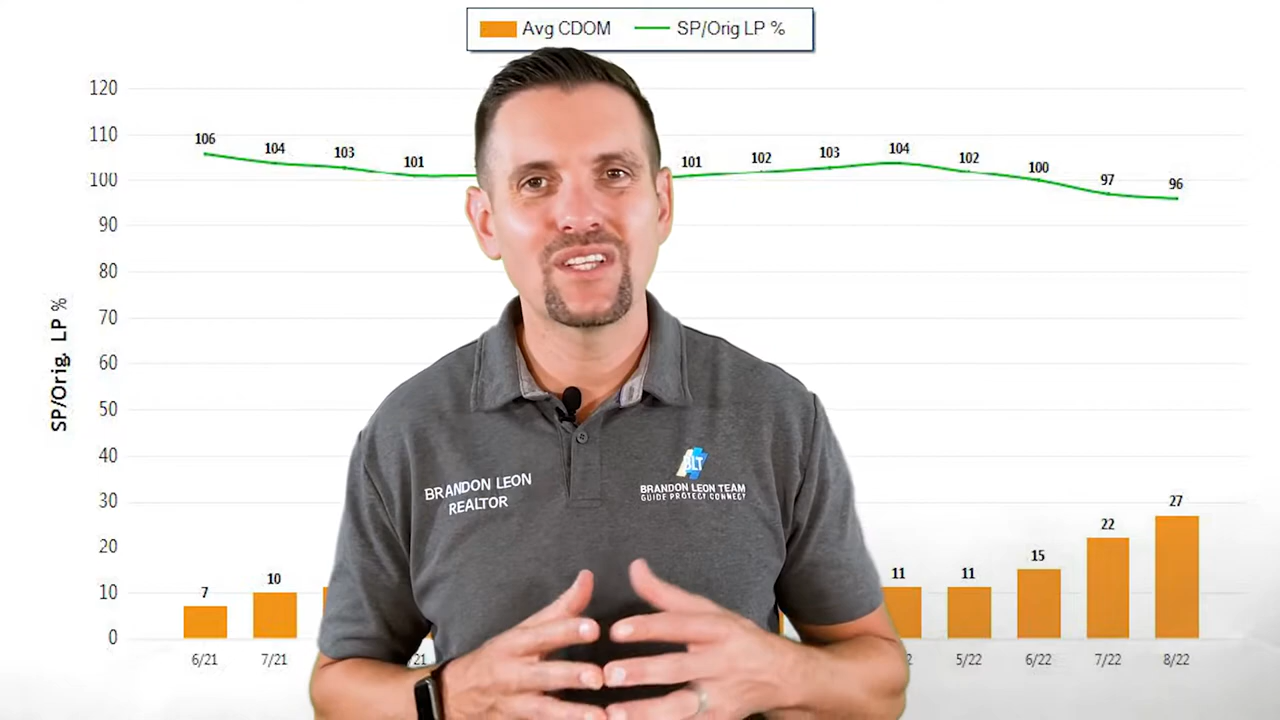 Avg CDOM SP/Orig LP %
120
110
100
90
80
70
60
50
40
30
20
10
0
SP/Orig. LP %
106 104 103 101 101 102 103 104 102 100 97 96
7 10 11 11 15 22 27
6/21 7/21 21 2 5/22 6/22 7/22 8/22
BRANDON LEON
REALTOR
BLT
BRANDON LEON TEAM
GUIDE PROTECT CONNECT